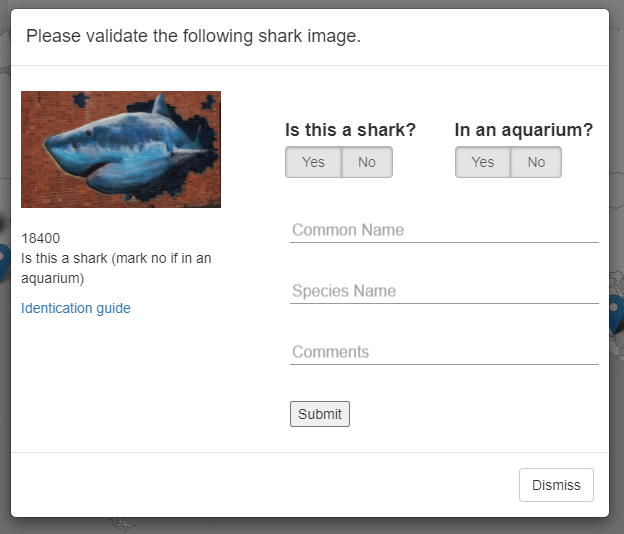 Please validate the following shark image.
Is this a shark?
In an aquarium?
Yes No
Yes No
18400
Is this a shark (mark no if in an
aquarium)
Identication guide
Common Name
Species Name
Comments
Submit
Dismiss